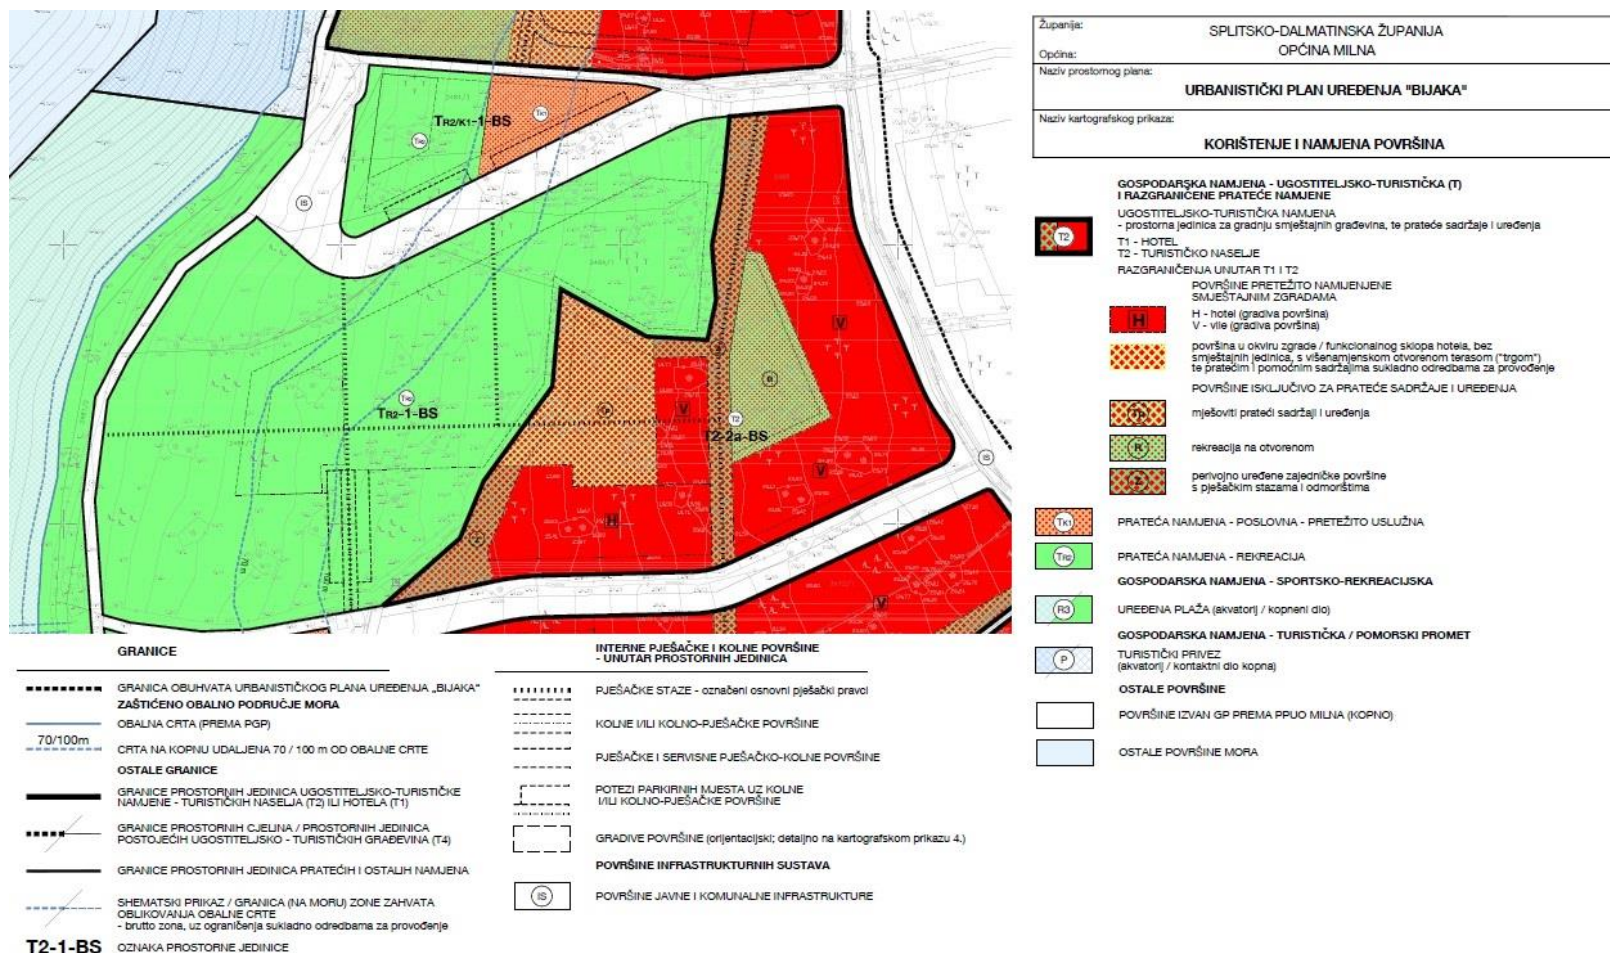 TR2/K1-1-BS
TK1
TR2
IS
TR2
TR2-1-BS
V
R
V
T2
T2-2a-BS
V
H
IS
V
Županija:
SPLITSKO-DALMATINSKA ŽUPANIJA
Općina:
OPĆINA MILNA
Naziv prostornog plana:
URBANISTIČKI PLAN UREĐENJA "BIJAKA"
Naziv kartografskog prikaza:
KORIŠTENJE I NAMJENA POVRŠINA
GOSPODARSKA NAMJENA - UGOSTITELJSKO-TURISTIČKA (T)
I RAZGRANIČENE PRATEĆE NAMJENE
T2
UGOSTITELJSKO-TURISTIČKA NAMJENA
- prostorna jedinica za gradnju smještajnih građevina, te prateće sadržaje i uređenja
T1 - HOTEL
T2 - TURISTIČKO NASELJE
RAZGRANIČENJA UNUTAR T1 I T2
POVRŠINE PRETEŽITO NAMIJENJENE
SMJEŠTAJNIM ZGRADAMA
H
H - hotel (gradiva površina)
V - vile (gradiva površina)
površina u okviru zgrade / funkcionalnog sklopa hotela, bez
smještajnih jedinica, s višenamjenskom otvorenom terasom ("trgom")
te pratećim i pomoćnim sadržajima sukladno odredbama za provođenje
POVRŠINE ISKLJUČIVO ZA PRATEĆE SADRŽAJE I UREĐENJA
mješoviti prateći sadržaji i uređenja
R
rekreacija na otvorenom
Z
perivojno uređene zajedničke površine
s pješačkim stazama i odmorištima
TK1
PRATEĆA NAMJENA - POSLOVNA - PRETEŽITO USLUŽNA
TR2
PRATEĆA NAMJENA - REKREACIJA
GOSPODARSKA NAMJENA - SPORTSKO-REKREACIJSKA
R3
UREĐENA PLAŽA (akvatorij / kopneni dio)
GOSPODARSKA NAMJENA - TURISTIČKA / POMORSKI PROMET
P
TURISTIČKI PRIVEZ
(akvatorij / kontaktni dio kopna)
OSTALE POVRŠINE
POVRŠINE IZVAN GP PREMA PPUO MILNA (KOPNO)
OSTALE POVRŠINE MORA
GRANICE
GRANICA OBUHVATA URBANISTIČKOG PLANA UREĐENJA „BIJAKA"
ZAŠTIĆENO OBALNO PODRUČJE MORA
OBALNA CRTA (PREMA PGP)
70/100m
CRTA NA KOPNU UDALJENA 70 / 100 m OD OBALNE CRTE
OSTALE GRANICE
GRANICE PROSTORNIH JEDINICA UGOSTITELJSKO-TURISTIČKE
NAMJENE - TURISTIČKIH NASELJA (T2) ILI HOTELA (T1)
GRANICE PROSTORNIH CJELINA / PROSTORNIH JEDINICA
POSTOJEĆIH UGOSTITELJSKO - TURISTIČKIH GRAĐEVINA (T4)
GRANICE PROSTORNIH JEDINICA PRATEĆIH I OSTALIH NAMJENA
SHEMATSKI PRIKAZ / GRANICA (NA MORU) ZONE ZAHVATA
OBLIKOVANJA OBALNE CRTE
- brutto zona, uz ograničenja sukladno odredbama za provođenje
T2-1-BS
OZNAKA PROSTORNE JEDINICE
INTERNE PJEŠAČKE I KOLNE POVRŠINE
- UNUTAR PROSTORNIH JEDINICA
PJEŠAČKE STAZE - označeni osnovni pješački pravci
KOLNE I/ILI KOLNO-PJEŠAČKE POVRŠINE
PJEŠAČKE I SERVISNE PJEŠAČKO-KOLNE POVRŠINE
POTEZI PARKIRNIH MJESTA UZ KOLNE
I/ILI KOLNO-PJEŠAČKE POVRŠINE
GRADIVE POVRŠINE (orijentacijski; detaljno na kartografskom prikazu 4.)
POVRŠINE INFRASTRUKTURNIH SUSTAVA
IS
POVRŠINE JAVNE I KOMUNALNE INFRASTRUKTURE